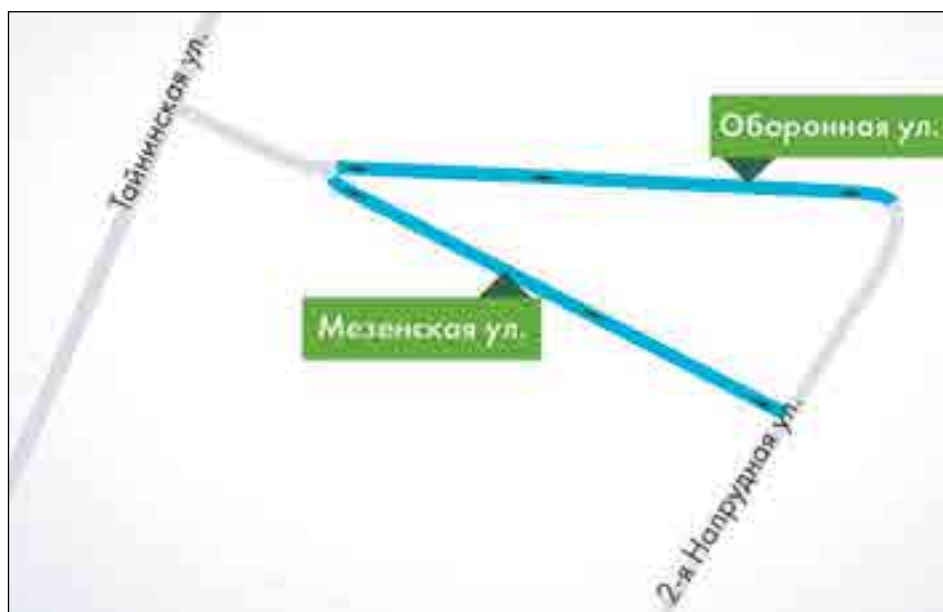 Тайнинская ул.
Оборонная ул.
Мезенская ул.
2-я Напрудная ул.